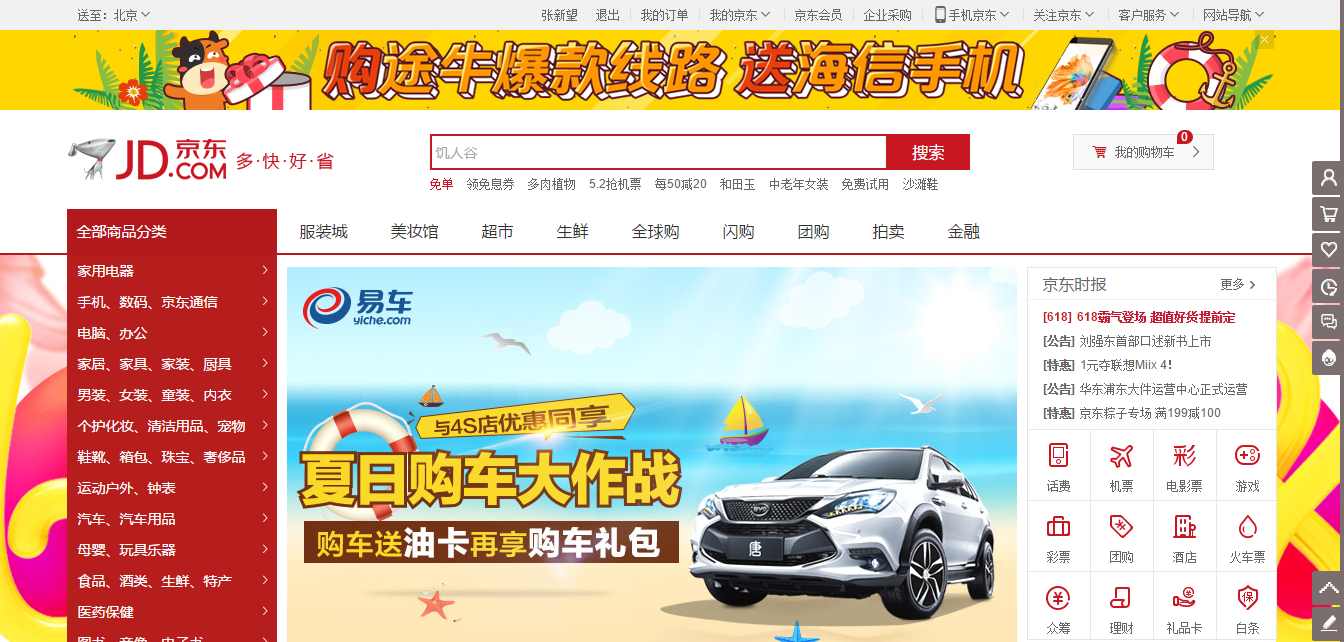 送至：北京
张新望 退出 我的订单 我的京东 京东会员 企业采购 手机京东 关注京东 客户服务 网站导航
购途牛爆款线路 送海信手机
JD 京东 .COM 多·快·好·省
饥人谷 搜索
我的购物车 0
免单 领免息券 多肉植物 5.2抢机票 每50减20 和田玉 中老年女装 免费试用 沙滩鞋
全部商品分类 服装城 美妆馆 超市 生鲜 全球购 闪购 团购 拍卖 金融
家用电器
手机、数码、京东通信
电脑、办公
家居、家具、家装、厨具
男装、女装、童装、内衣
个护化妆、清洁用品、宠物
鞋靴、箱包、珠宝、奢侈品
运动户外、钟表
汽车、汽车用品
母婴、玩具乐器
食品、酒类、生鲜、特产
医药保健
图书、音像、电子书
易车
yiche.com
与4S店优惠同享
夏日购车大作战
购车送油卡再享购车礼包
BYD
唐
京东时报 更多
[618] 618霸气登场 超值好货提前定
[公告] 刘强东首部口述新书上市
[特惠] 1元夺联想Miix 4！
[公告] 华东浦东大件运营中心正式运营
[特惠] 京东粽子专场 满199减100
彩
话费 机票 电影票 游戏
彩票 团购 酒店 火车票
保
众筹 理财 礼品卡 白条